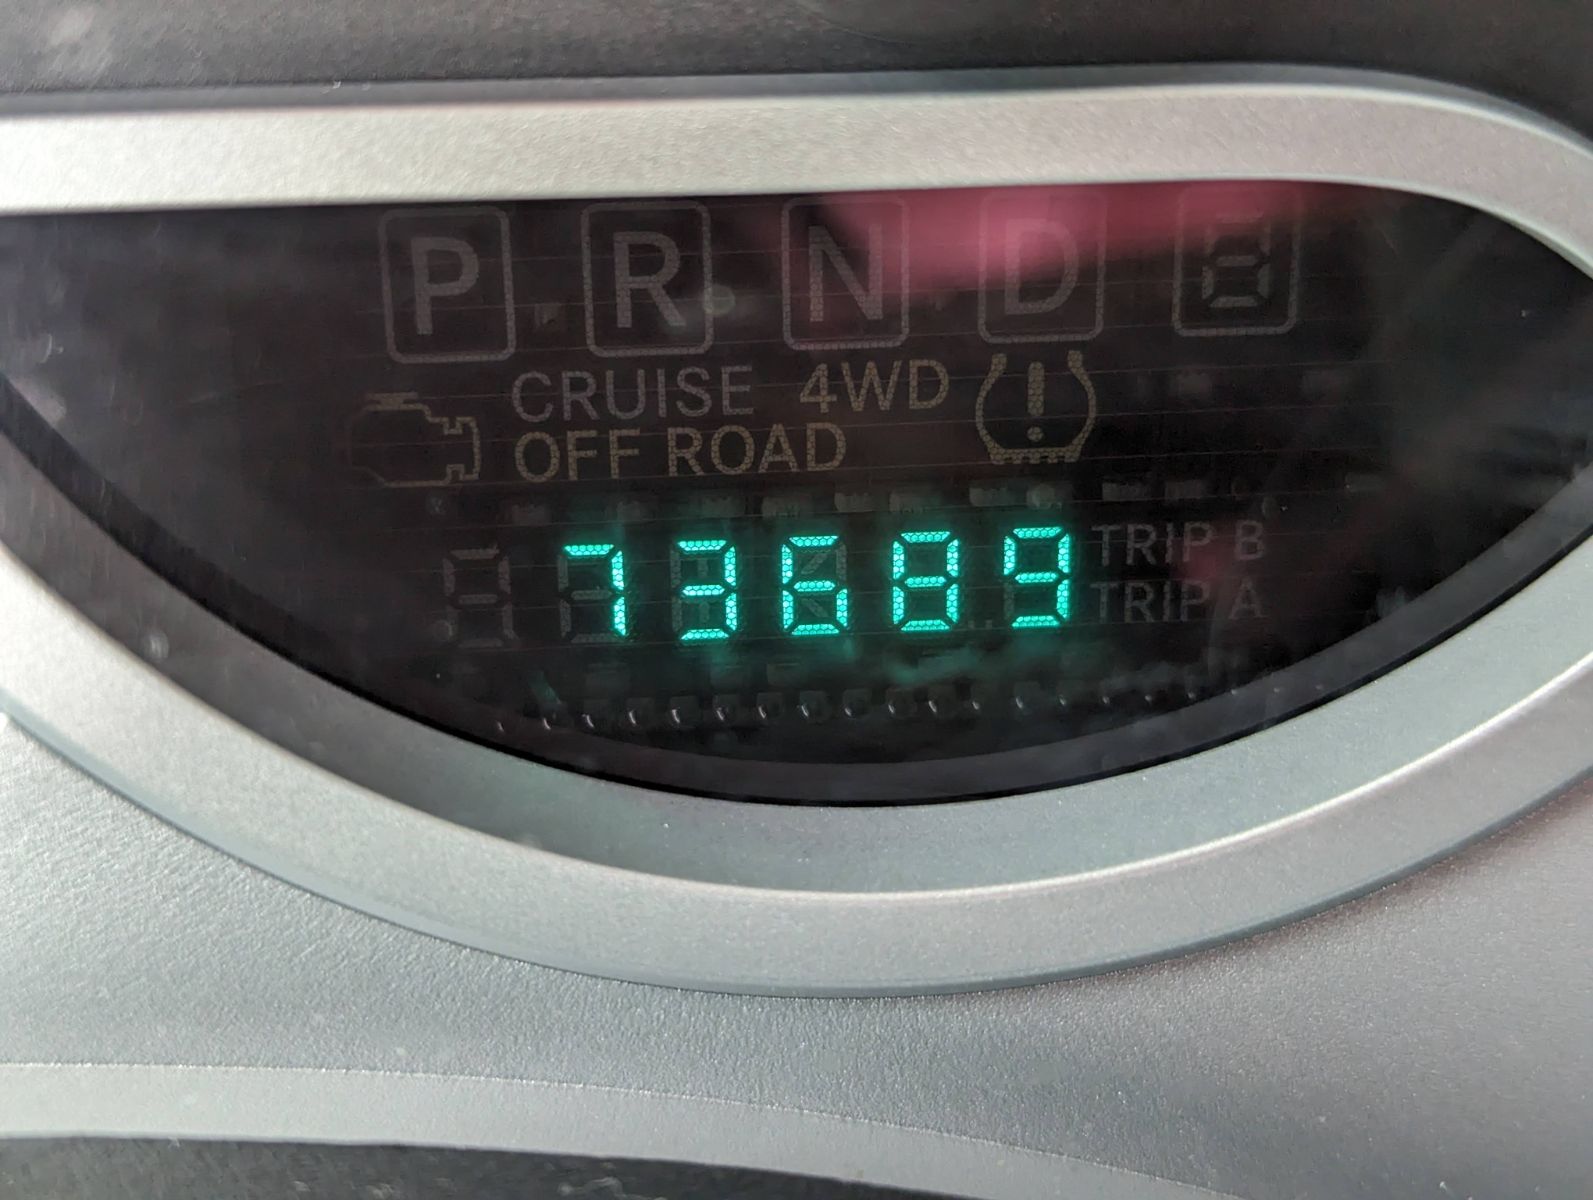 P R N D
CRUISE 4WD
OFF ROAD
73689
TRIP B
TRIP A